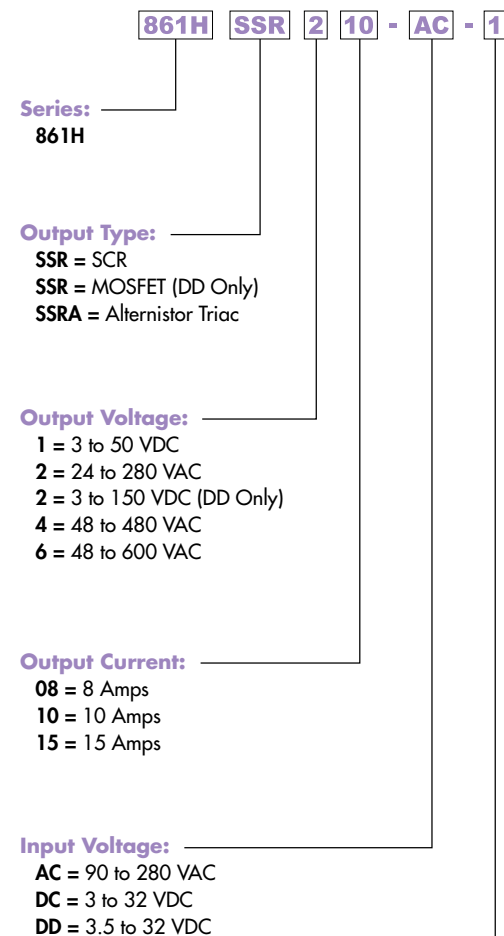 861H SSR 2 10 - AC - 1
Series:
861H
Output Type:
SSR = SCR
SSR = MOSFET (DD Only)
SSRA = Alternistor Triac
Output Voltage:
1 = 3 to 50 VDC
2 = 24 to 280 VAC
2 = 3 to 150 VDC (DD Only)
4 = 48 to 480 VAC
6 = 48 to 600 VAC
Output Current:
08 = 8 Amps
10 = 10 Amps
15 = 15 Amps
Input Voltage:
AC = 90 to 280 VAC
DC = 3 to 32 VDC
DD = 3.5 to 32 VDC